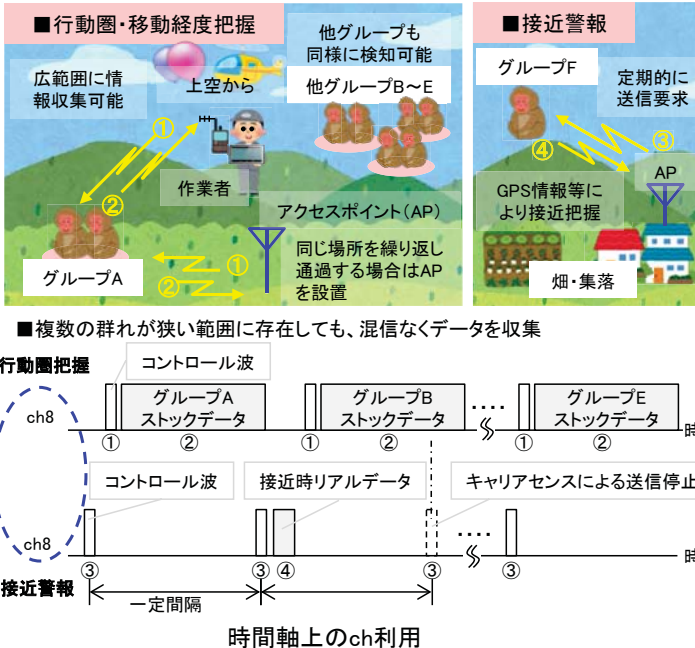 ■行動圏・移動経度把握
広範囲に情
報収集可能
上空から
他グループも
同様に検知可能
他グループB～E
①
②
作業者
アクセスポイント(AP)
グループA
①
②
同じ場所を繰り返し
通過する場合はAP
を設置
■接近警報
グループF
定期的に
送信要求
③
④
AP
GPS情報等に
より接近把握
畑・集落
■複数の群れが狭い範囲に存在しても、混信なくデータを収集
行動圏把握
コントロール波
ch8
グループA
ストックデータ
グループB
ストックデータ
‥‥
グループE
ストックデータ
時
① ② ① ② ① ②
コントロール波
接近時リアルデータ
キャリアセンスによる送信停止
ch8
‥‥
時
③ ③ ④ ③ ③
接近警報
一定間隔
時間軸上のch利用